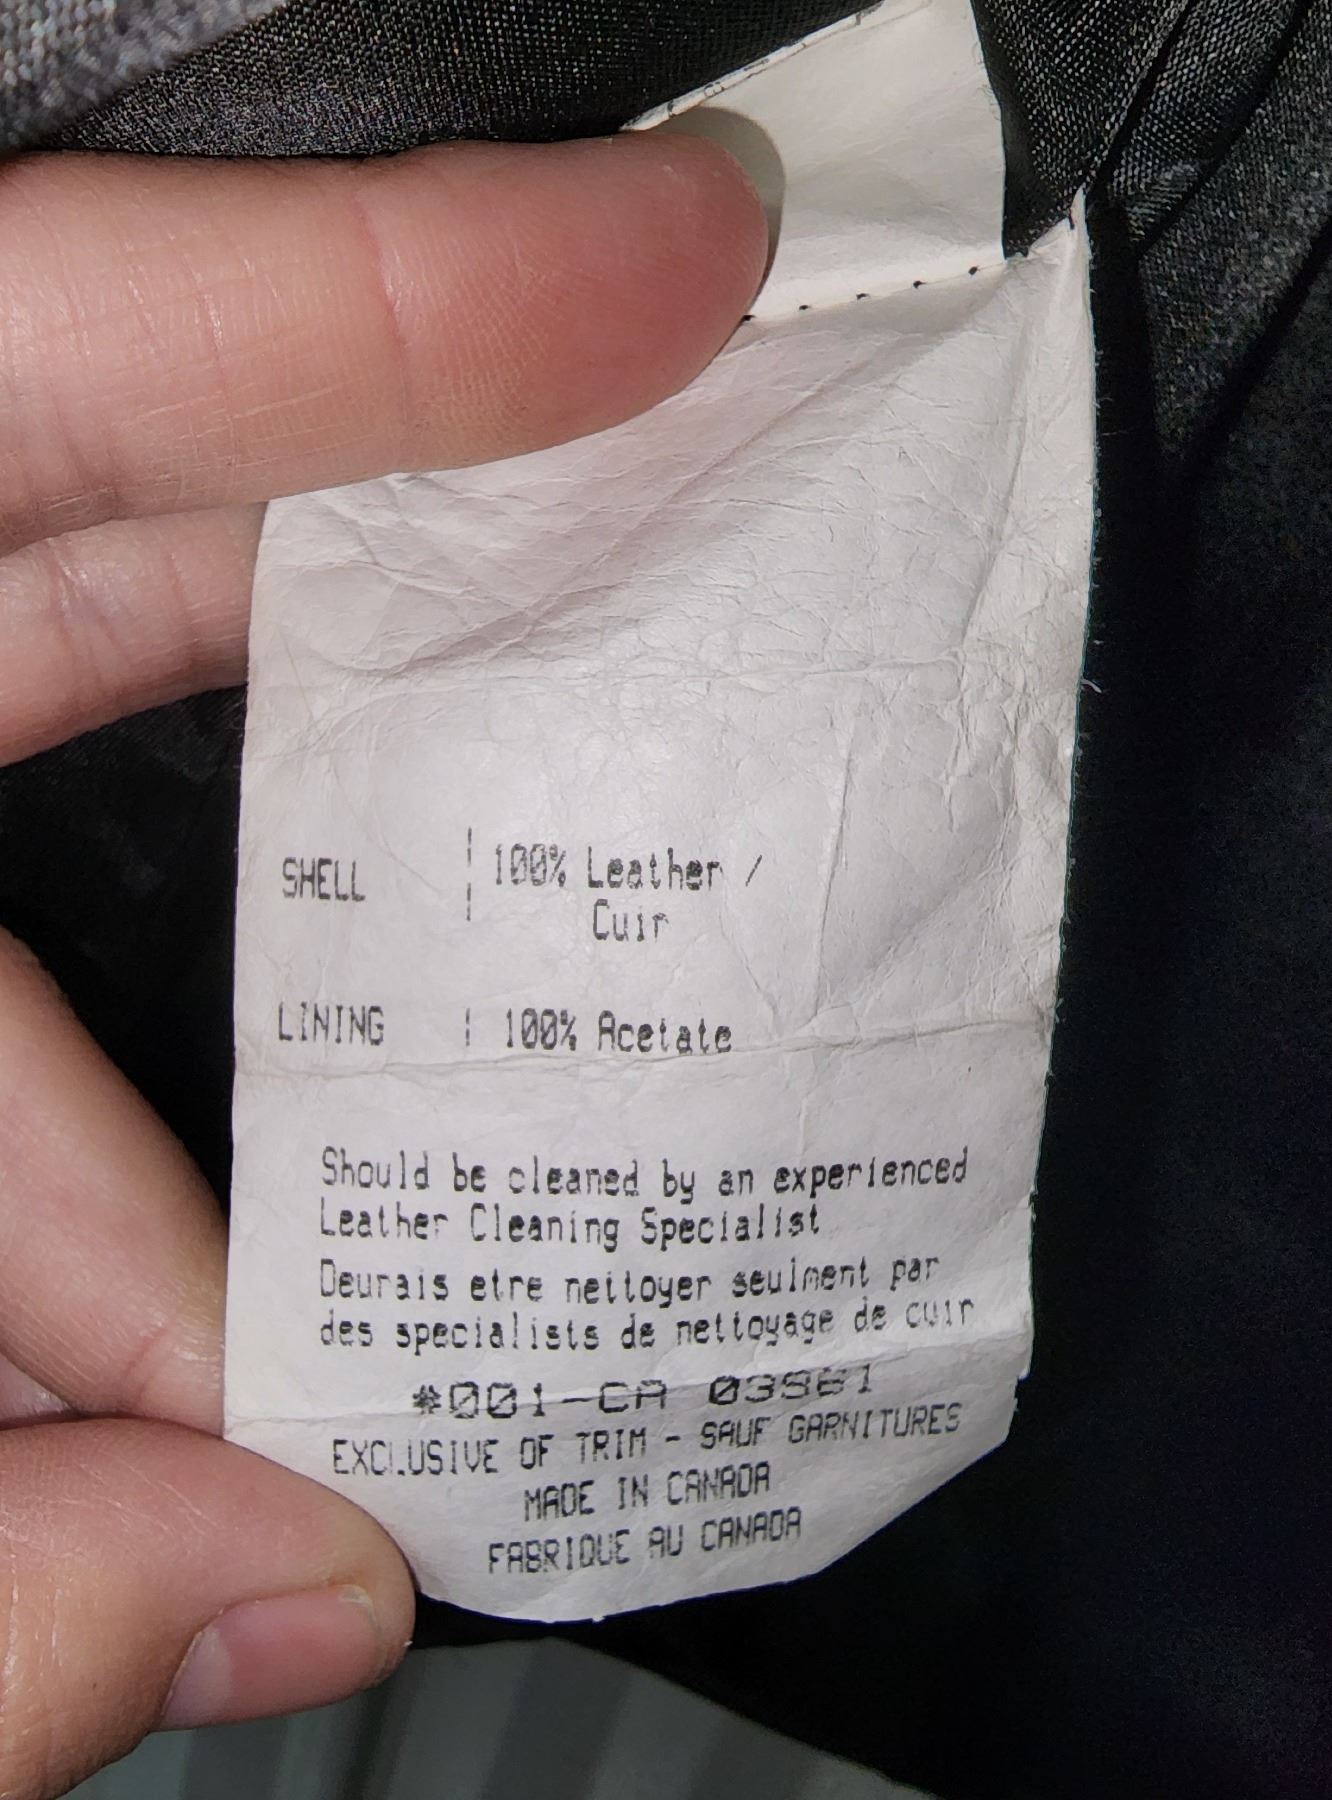 SHELL | 100% Leather /
Cuir
LINING | 100% Acetate
Should be cleaned by an experienced
Leather Cleaning Specialist
Deurais etre nettoyer seulment par
des specialists de nettoyage de cuir
#001-CA 03961
EXCLUSIVE OF TRIM - SAUF GARNITURES
MADE IN CANADA
FABRIQUE AU CANADA